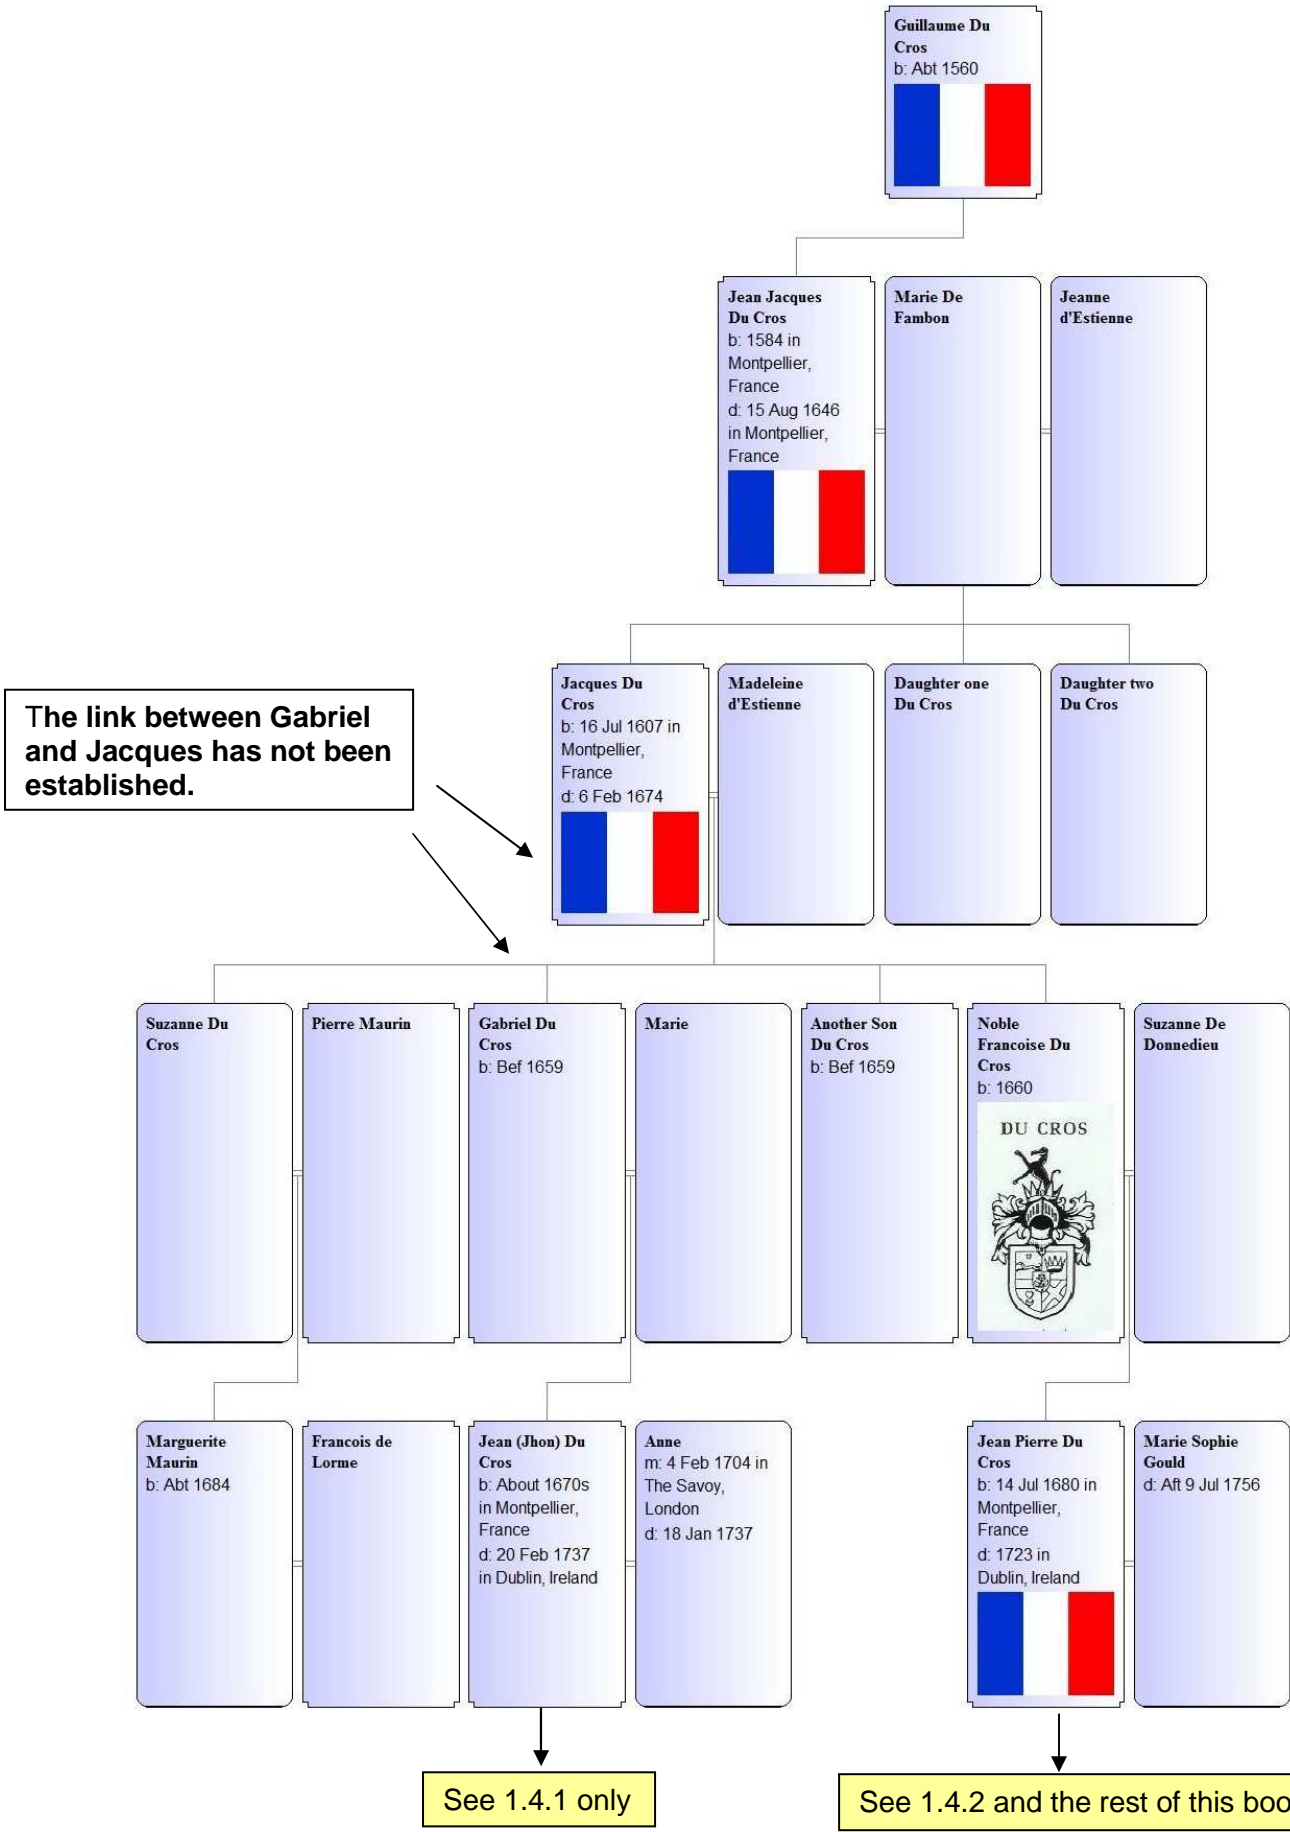 Guillaume Du
Cros
b: Abt 1560
Jean Jacques
Du Cros
b: 1584 in
Montpellier,
France
d: 15 Aug 1646
in Montpellier,
France
Marie De
Fambon
Jeanne
d'Estienne
The link between Gabriel
and Jacques has not been
established.
Jacques Du
Cros
b: 16 Jul 1607 in
Montpellier,
France
d: 6 Feb 1674
Madeleine
d'Estienne
Daughter one
Du Cros
Daughter two
Du Cros
Suzanne Du
Cros
Pierre Maurin
Gabriel Du
Cros
b: Bef 1659
Marie
Another Son
Du Cros
b: Bef 1659
Noble
Francoise Du
Cros
b: 1660
DU CROS
Suzanne De
Donnedieu
Marguerite
Maurin
b: Abt 1684
Francois de
Lorme
Jean (Jhon) Du
Cros
b: About 1670s
in Montpellier,
France
d: 20 Feb 1737
in Dublin, Ireland
Anne
m: 4 Feb 1704 in
The Savoy,
London
d: 18 Jan 1737
Jean Pierre Du
Cros
b: 14 Jul 1680 in
Montpellier,
France
d: 1723 in
Dublin, Ireland
Marie Sophie
Gould
d: Aft 9 Jul 1756
See 1.4.1 only
See 1.4.2 and the rest of this boo